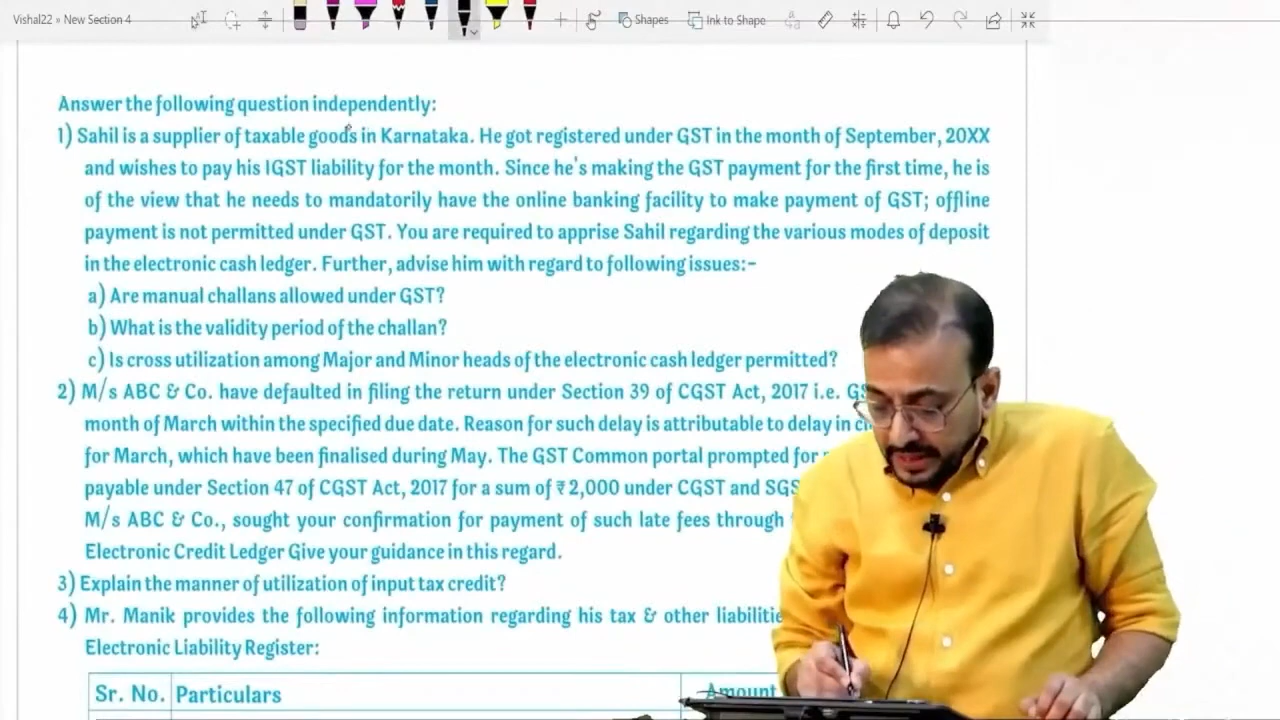 Vishal22 » New Section 4
Shapes
Ink to Shape
Answer the following question independently:
1) Sahil is a supplier of taxable goods in Karnataka. He got registered under GST in the month of September, 20XX
and wishes to pay his IGST liability for the month. Since he's making the GST payment for the first time, he is
of the view that he needs to mandatorily have the online banking facility to make payment of GST; offline
payment is not permitted under GST. You are required to apprise Sahil regarding the various modes of deposit
in the electronic cash ledger. Further, advise him with regard to following issues:-
a) Are manual challans allowed under GST?
b) What is the validity period of the challan?
c) Is cross utilization among Major and Minor heads of the electronic cash ledger permitted?
2) M/s ABC & Co. have defaulted in filing the return under Section 39 of CGST Act, 2017 i.e.
month of March within the specified due date. Reason for such delay is attributable to delay in
for March, which have been finalised during May. The GST Common portal prompted for
payable under Section 47 of CGST Act, 2017 for a sum of ₹ 2,000 under CGST and
M/s ABC & Co., sought your confirmation for payment of such late fees through
Electronic Credit Ledger Give your guidance in this regard.
3) Explain the manner of utilization of input tax credit?
4) Mr. Manik provides the following information regarding his tax & other
Electronic Liability Register:
Sr. No. Particulars Amount